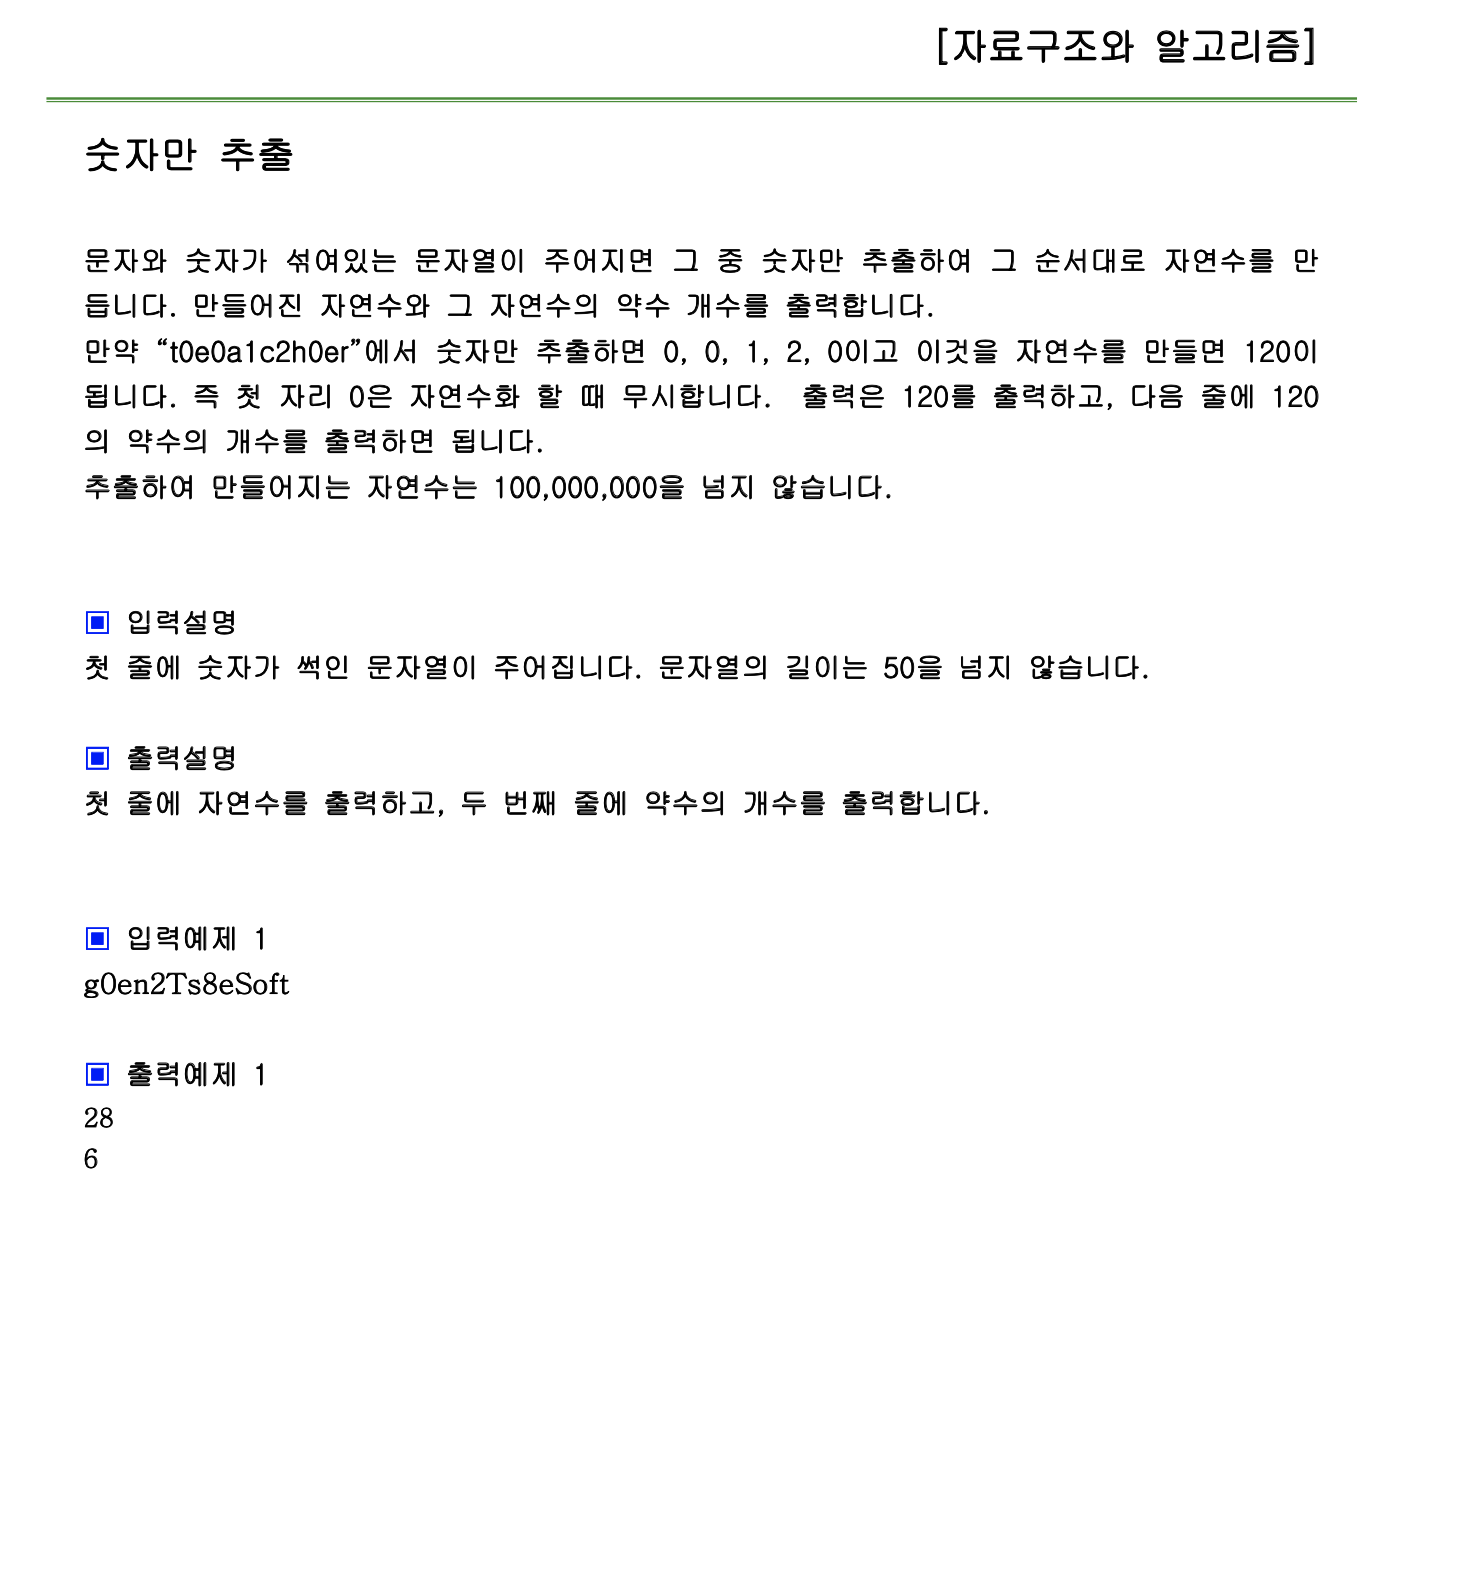 [자료구조와 알고리즘]
숫자만 추출
문자와 숫자가 섞여있는 문자열이 주어지면 그 중 숫자만 추출하여 그 순서대로 자연수를 만
듭니다. 만들어진 자연수와 그 자연수의 약수 개수를 출력합니다.
만약 “t0e0a1c2h0er”에서 숫자만 추출하면 0, 0, 1, 2, 0이고 이것을 자연수를 만들면 120이
됩니다. 즉 첫 자리 0은 자연수화 할 때 무시합니다. 출력은 120를 출력하고, 다음 줄에 120
의 약수의 개수를 출력하면 됩니다.
추출하여 만들어지는 자연수는 100,000,000을 넘지 않습니다.
▣ 입력설명
첫 줄에 숫자가 썩인 문자열이 주어집니다. 문자열의 길이는 50을 넘지 않습니다.
▣ 출력설명
첫 줄에 자연수를 출력하고, 두 번째 줄에 약수의 개수를 출력합니다.
▣ 입력예제 1
g0en2Ts8eSoft
▣ 출력예제 1
28
6